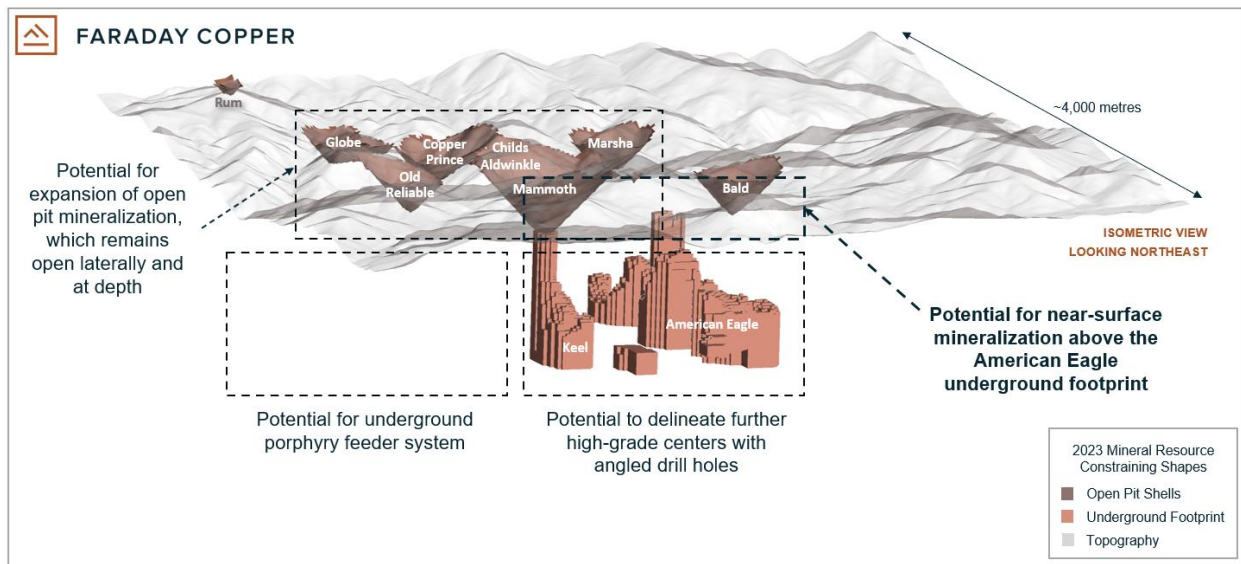 FARADAY COPPER
~4,000 metres
Rum
Globe
Copper
Prince
Childs
Aldwinkle
Marsha
Old
Reliable
Mammoth
Bald
Potential for
expansion of open
pit mineralization,
which remains
open laterally and
at depth
ISOMETRIC VIEW
LOOKING NORTHEAST
American Eagle
Keel
Potential for near-surface
mineralization above the
American Eagle
underground footprint
Potential for underground
porphyry feeder system
Potential to delineate further
high-grade centers with
angled drill holes
2023 Mineral Resource
Constraining Shapes
Open Pit Shells
Underground Footprint
Topography